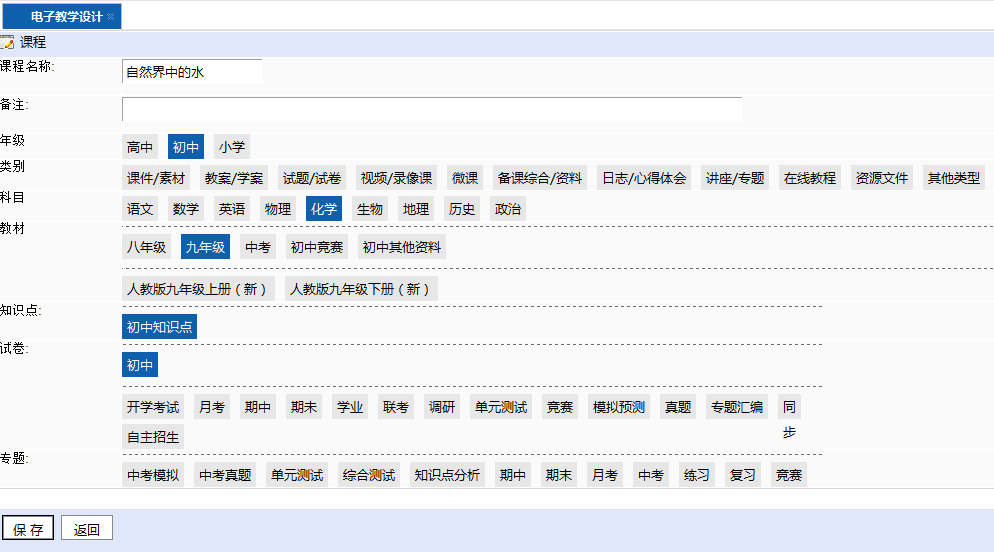 电子教学设计
课程
课程名称: 自然界中的水
备注:
年级 高中 初中 小学
类别 课件/素材 教案/学案 试题/试卷 视频/录像课 微课 备课综合/资料 日志/心得体会 讲座/专题 在线教程 资源文件 其他类型
科目 语文 数学 英语 物理 化学 生物 地理 历史 政治
教材 八年级 九年级 中考 初中竞赛 初中其他资料
人教版九年级上册（新） 人教版九年级下册（新）
知识点: 初中知识点
试卷: 初中
开学考试 月考 期中 期末 学业 联考 调研 单元测试 竞赛 模拟预测 真题 专题汇编 同步
自主招生
专题: 中考模拟 中考真题 单元测试 综合测试 知识点分析 期中 期末 月考 中考 练习 复习 竞赛
保 存 返回